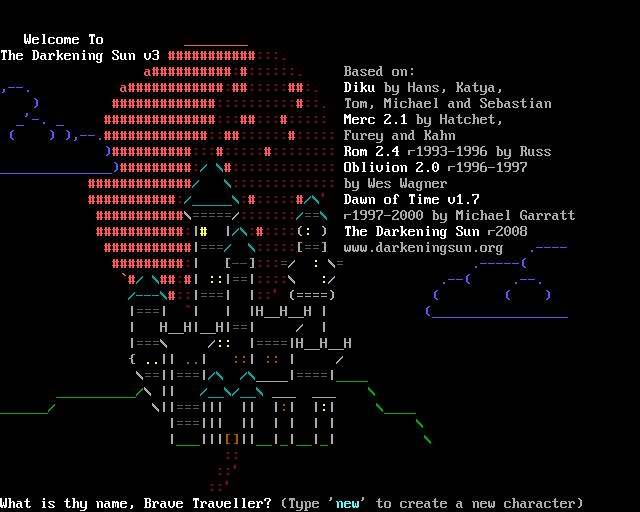 Welcome To
The Darkening Sun v3
Based on:
Diku by Hans, Katya,
Tom, Michael and Sebastian
Merc 2.1 by Hatchet,
Furey and Kahn
Rom 2.4 r1993-1996 by Russ
Oblivion 2.0 r1996-1997
by Wes Wagner
Dawn of Time v1.7
r1997-2000 by Michael Garratt
The Darkening Sun r2008
www.darkeningsun.org
What is thy name, Brave Traveller? (Type 'new' to create a new character)